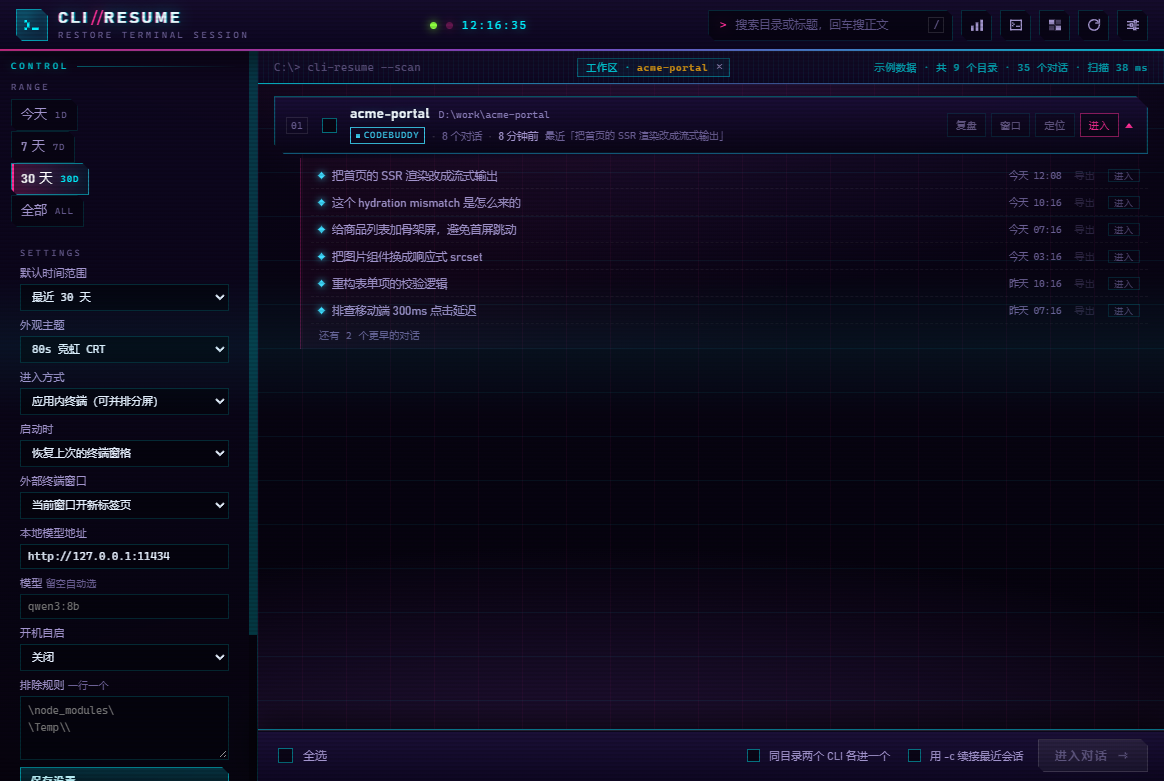 CLI//RESUME
RESTORE TERMINAL SESSION
12:16:35
> 搜索目录或标题，回车搜正文 /
CONTROL
RANGE
今天 1D
7 天 7D
30 天 30D
全部 ALL
SETTINGS
默认时间范围
最近 30 天
外观主题
80s 霓虹 CRT
进入方式
应用内终端（可并排分屏）
启动时
恢复上次的终端窗格
外部终端窗口
当前窗口开新标签页
本地模型地址
http://127.0.0.1:11434
模型 留空自动选
qwen3:8b
开机自启
关闭
排除规则 一行一个
\node_modules\
\Temp\\
保存设置
C:\> cli-resume --scan
工作区 · acme-portal ×
示例数据 · 共 9 个目录 · 35 个对话 · 扫描 38 ms
01
acme-portal D:\work\acme-portal
CODEBUDDY · 8 个对话 · 8 分钟前 最近「把首页的 SSR 渲染改成流式输出」
复盘 窗口 定位 进入
把首页的 SSR 渲染改成流式输出 今天 12:08 导出 进入
这个 hydration mismatch 是怎么来的 今天 10:16 导出 进入
给商品列表加骨架屏，避免首屏跳动 今天 07:16 导出 进入
把图片组件换成响应式 srcset 今天 03:16 导出 进入
重构表单项的校验逻辑 昨天 10:16 导出 进入
排查移动端 300ms 点击延迟 昨天 07:16 导出 进入
还有 2 个更早的对话
全选
同目录两个 CLI 各进一个
用 -c 续接最近会话
进入对话 →